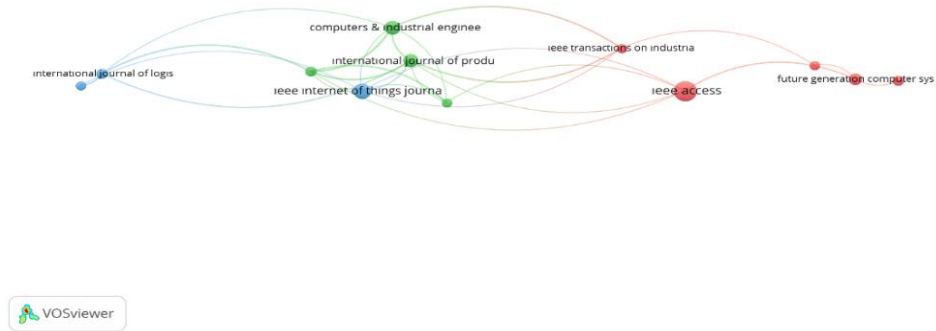 computers & industrial enginee
ieee transactions on industria
international journal of produ
international journal of logis
future generation computer sys
ieee internet of things journa
ieee access
VOSviewer